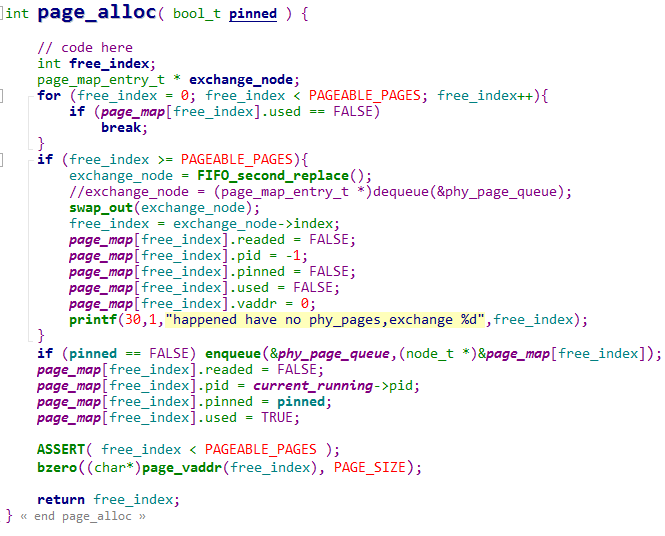 int page_alloc( bool_t pinned ) {
// code here
int free_index;
page_map_entry_t * exchange_node;
for (free_index = 0; free_index < PAGEABLE_PAGES; free_index++){
if (page_map[free_index].used == FALSE)
break;
}
if (free_index >= PAGEABLE_PAGES){
exchange_node = FIFO_second_replace();
//exchange_node = (page_map_entry_t *)dequeue(&phy_page_queue);
swap_out(exchange_node);
free_index = exchange_node->index;
page_map[free_index].readed = FALSE;
page_map[free_index].pid = -1;
page_map[free_index].pinned = FALSE;
page_map[free_index].used = FALSE;
page_map[free_index].vaddr = 0;
printf(30,1,"happened have no phy_pages,exchange %d",free_index);
}
if (pinned == FALSE) enqueue(&phy_page_queue,(node_t *)&page_map[free_index]);
page_map[free_index].readed = FALSE;
page_map[free_index].pid = current_running->pid;
page_map[free_index].pinned = pinned;
page_map[free_index].used = TRUE;
ASSERT( free_index < PAGEABLE_PAGES );
bzero((char*)page_vaddr(free_index), PAGE_SIZE);
return free_index;
} « end page_alloc »